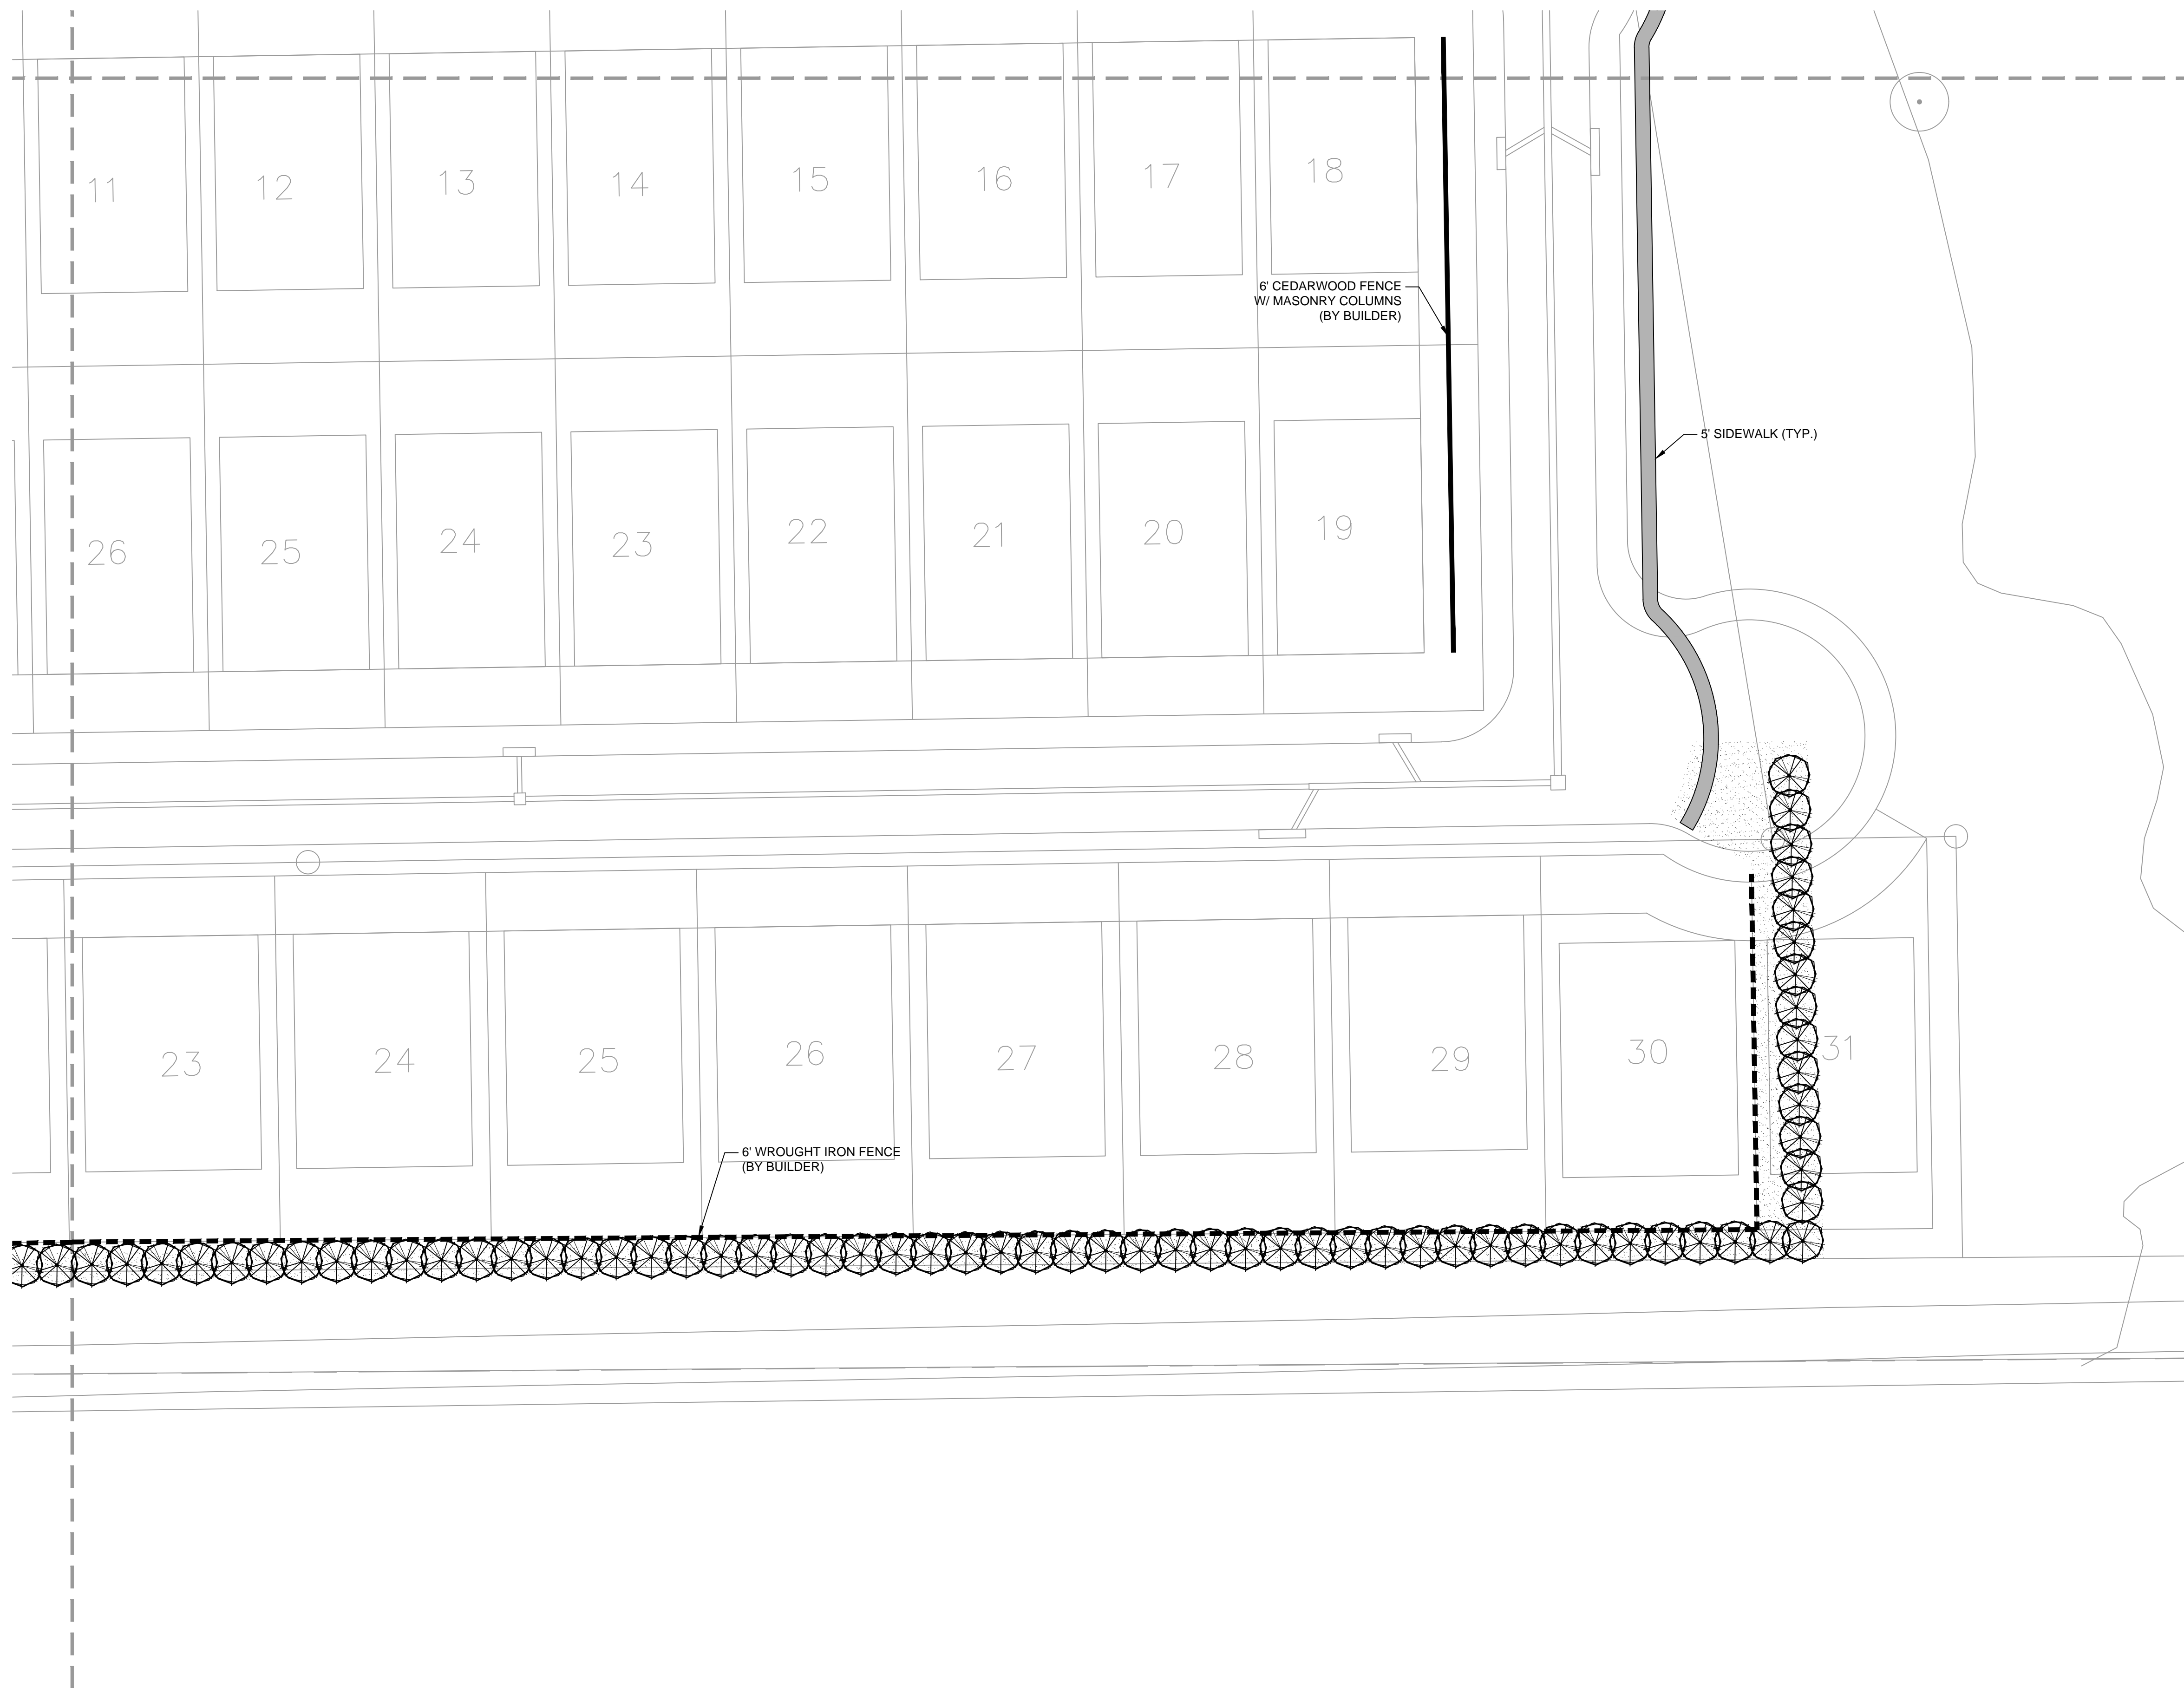 11 12 13 14 15 16 17 18
6' CEDARWOOD FENCE
W/ MASONRY COLUMNS
(BY BUILDER)
5' SIDEWALK (TYP.)
26 25 24 23 22 21 20 19
23 24 25 26 27 28 29 30 31
6' WROUGHT IRON FENCE
(BY BUILDER)